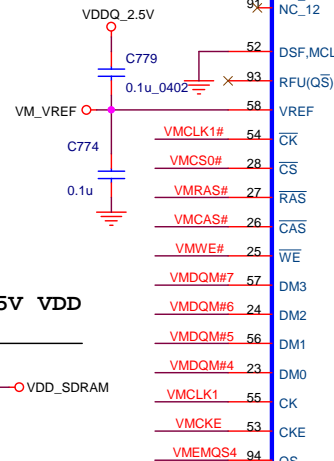 91 NC_12
VDDQ_2.5V
52 DSF,MCL
C779
0.1u_0402
93 RFU(QS)
VM_VREF 58 VREF
VMCLK1# 54 CK
C774
VMCS0# 28 CS
0.1u
VMRAS# 27 RAS
VMCAS# 26 CAS
VMWE# 25 WE
VMDQM#7 57 DM3
5V VDD
VMDQM#6 24 DM2
VMDQM#5 56 DM1
VMDQM#4 23 DM0
VDD_SDRAM
VMCLK1 55 CK
VMCKE 53 CKE
VMEMQS4 94